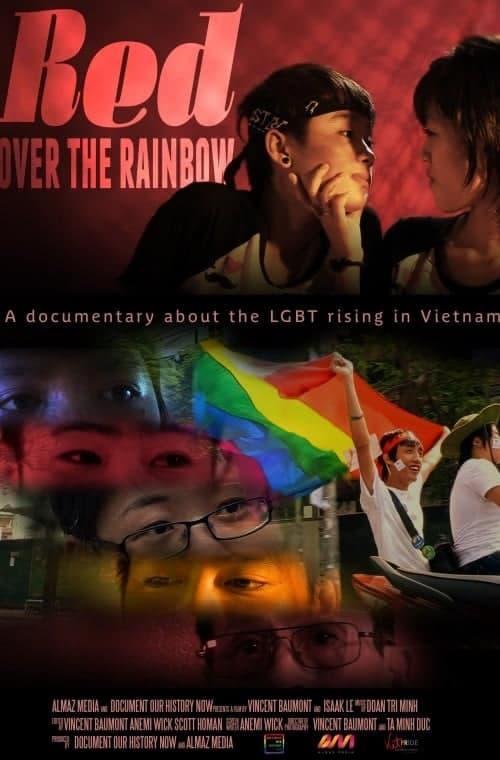 Red
OVER THE RAINBOW
A documentary about the LGBT rising in Vietnam
ALMAZ MEDIA AND DOCUMENT OUR HISTORY NOW PRESENTS A FILM BY VINCENT BAUMONT AND ISAAK LE DOAN TRI MINH
VINCENT BAUMONT ANEMI WICK SCOTT HOMAN ANEMI WICK VINCENT BAUMONT AND TA MINH DUC
DOCUMENT OUR HISTORY NOW AND ALMAZ MEDIA